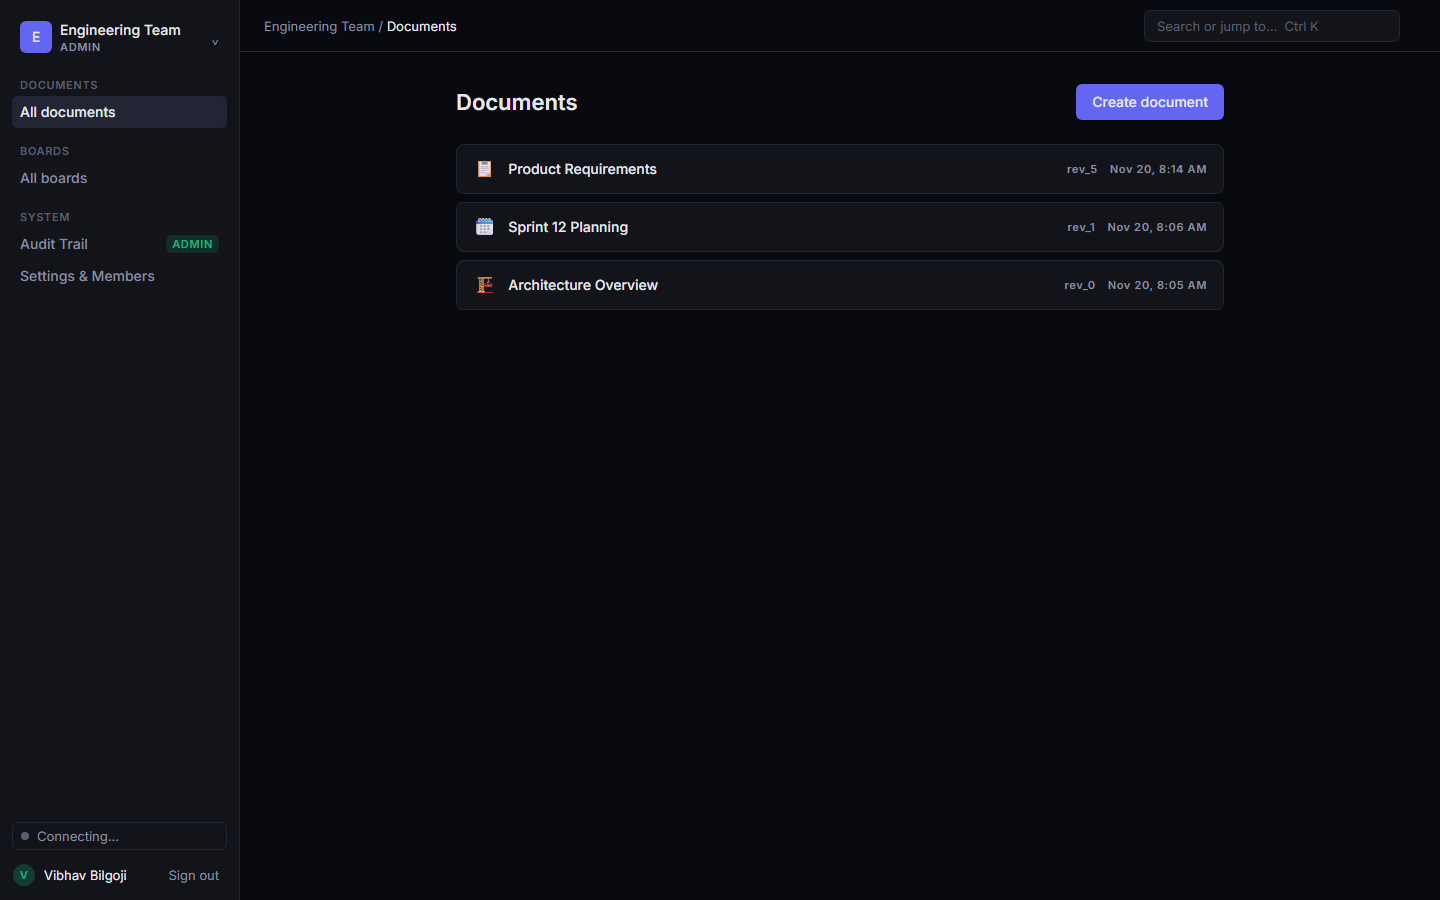 E
Engineering Team
ADMIN
v
DOCUMENTS
All documents
BOARDS
All boards
SYSTEM
Audit Trail ADMIN
Settings & Members
Connecting...
V Vibhav Bilgoji Sign out
Engineering Team / Documents
Search or jump to... Ctrl K
Documents
Create document
Product Requirements rev_5 Nov 20, 8:14 AM
Sprint 12 Planning rev_1 Nov 20, 8:06 AM
Architecture Overview rev_0 Nov 20, 8:05 AM